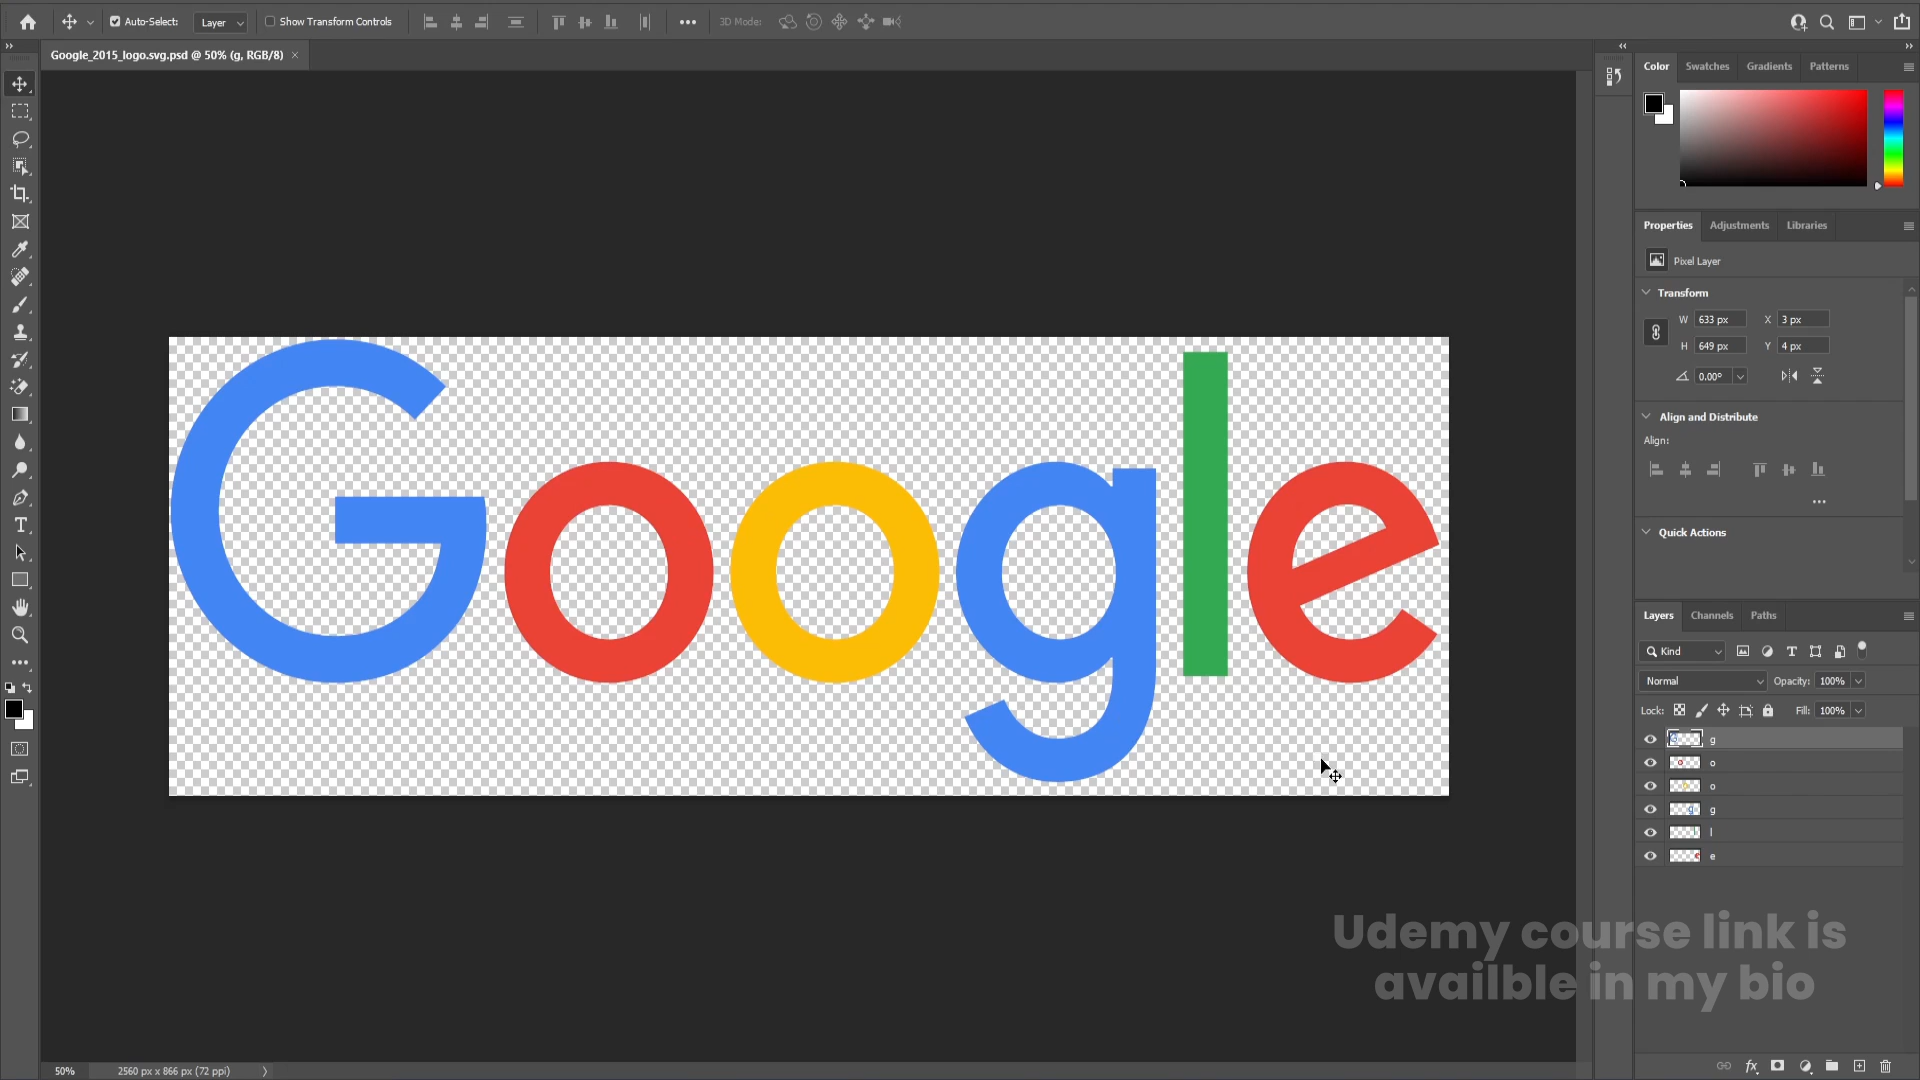 Auto-Select:
Layer
Show Transform Controls
3D Mode:
Google_2015_logo.svg.psd @ 50% (g, RGB/8)
Color
Swatches
Gradients
Patterns
Properties
Adjustments
Libraries
Pixel Layer
Transform
W 633 px X 3 px
H 649 px Y 4 px
0.00°
Align and Distribute
Align:
Quick Actions
Google
Layers
Channels
Paths
Kind
Normal
Opacity: 100%
Lock:
Fill: 100%
g
o
o
g
l
e
Udemy course link is
availble in my bio
50%
2560 px x 866 px (72 ppi)